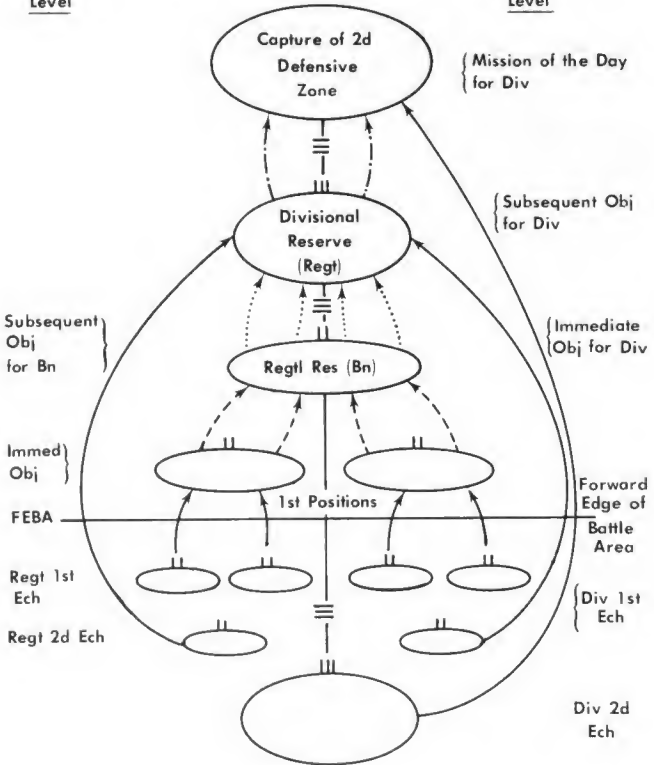 Level
Level
Capture of 2d
Defensive
Zone
Mission of the Day
for Div
Subsequent Obj
for Div
Divisional
Reserve
(Regt)
Subsequent
Obj
for Bn
Immediate
Obj for Div
Regtl Res (Bn)
Immed
Obj
1st Positions
FEBA
Forward
Edge of
Battle
Area
Regt 1st
Ech
Div 1st
Ech
Regt 2d Ech
Div 2d
Ech